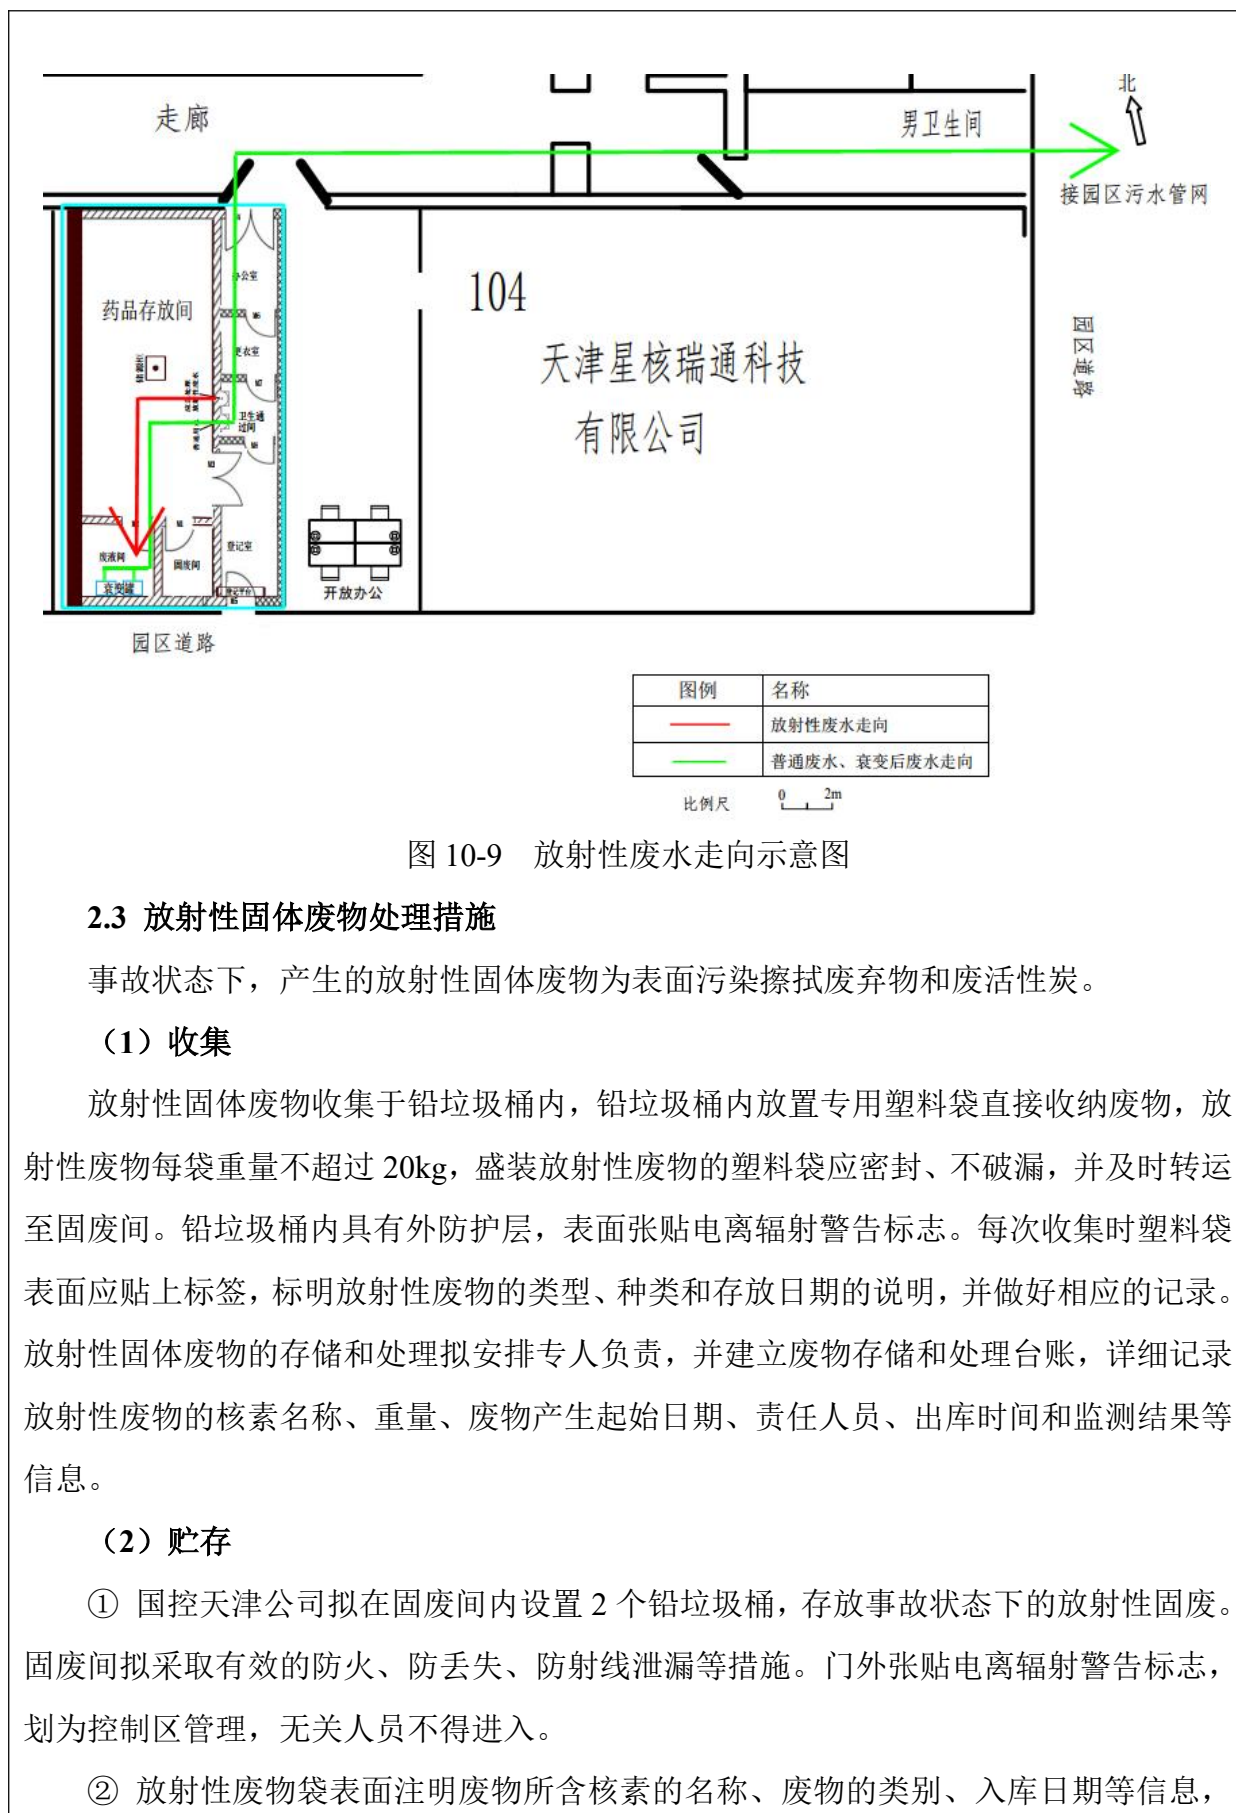 走廊
男卫生间
北
接园区污水管网
办公室
药品存放间
104
天津星核瑞通科技
有限公司
园区道路
更衣室
卫生通
过间
登记室
废液间
固废间
衰变罐
开放办公
园区道路
图例 名称
放射性废水走向
普通废水、衰变后废水走向
比例尺 0 2m
图 10-9 放射性废水走向示意图
2.3 放射性固体废物处理措施
事故状态下，产生的放射性固体废物为表面污染擦拭废弃物和废活性炭。
（1）收集
放射性固体废物收集于铅垃圾桶内，铅垃圾桶内放置专用塑料袋直接收纳废物，放
射性废物每袋重量不超过 20kg，盛装放射性废物的塑料袋应密封、不破漏，并及时转运
至固废间。铅垃圾桶内具有外防护层，表面张贴电离辐射警告标志。每次收集时塑料袋
表面应贴上标签，标明放射性废物的类型、种类和存放日期的说明，并做好相应的记录。
放射性固体废物的存储和处理拟安排专人负责，并建立废物存储和处理台账，详细记录
放射性废物的核素名称、重量、废物产生起始日期、责任人员、出库时间和监测结果等
信息。
（2）贮存
① 国控天津公司拟在固废间内设置 2 个铅垃圾桶，存放事故状态下的放射性固废。
固废间拟采取有效的防火、防丢失、防射线泄漏等措施。门外张贴电离辐射警告标志，
划为控制区管理，无关人员不得进入。
② 放射性废物袋表面注明废物所含核素的名称、废物的类别、入库日期等信息，